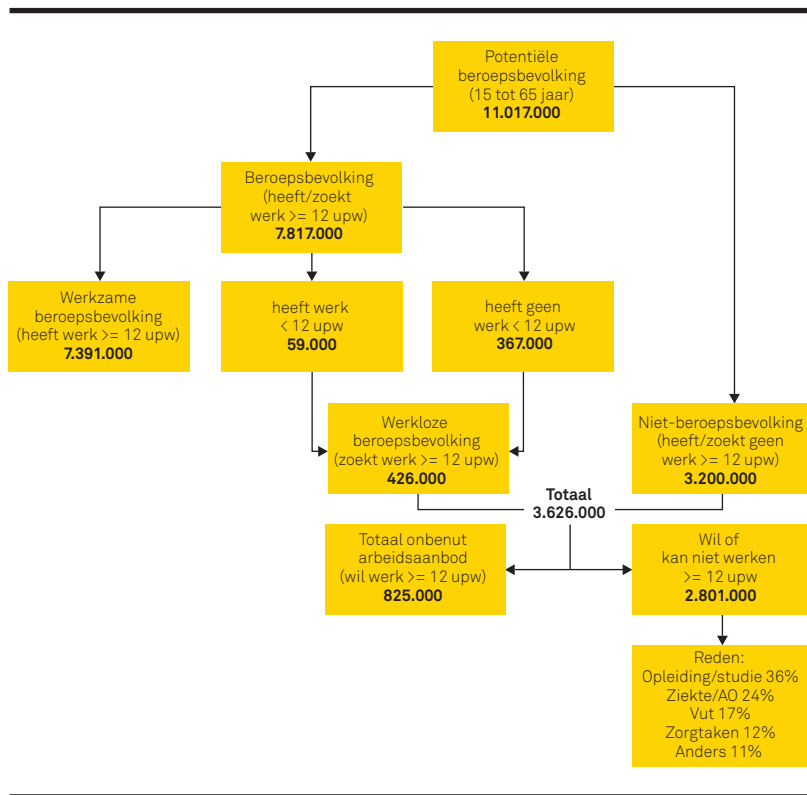 Potentiële
beroepsbevolking
(15 tot 65 jaar)
11.017.000
Beroepsbevolking
(heeft/zoekt
werk >= 12 upw)
7.817.000
Werkzame
beroepsbevolking
(heeft werk >= 12 upw)
7.391.000
heeft werk
< 12 upw
59.000
heeft geen
werk < 12 upw
367.000
Werkloze
beroepsbevolking
(zoekt werk >= 12 upw)
426.000
Niet-beroepsbevolking
(heeft/zoekt geen
werk >= 12 upw)
3.200.000
Totaal
3.626.000
Totaal onbenut
arbeidsaanbod
(wil werk >= 12 upw)
825.000
Wil of
kan niet werken
>= 12 upw
2.801.000
Reden:
Opleiding/studie 36%
Ziekte/AO 24%
Vut 17%
Zorgtaken 12%
Anders 11%